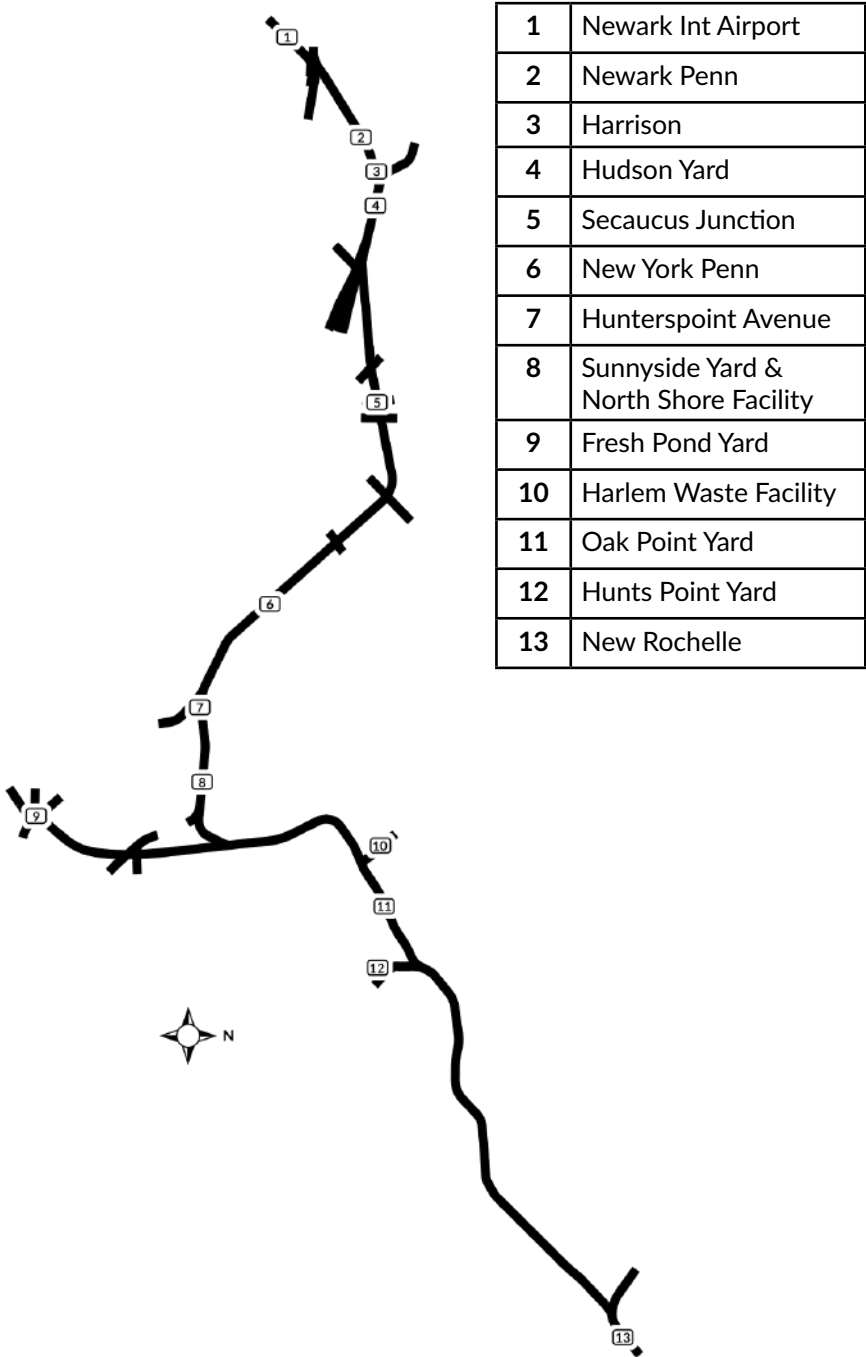 1 Newark Int Airport
2 Newark Penn
3 Harrison
4 Hudson Yard
5 Secaucus Junction
6 New York Penn
7 Hunterspoint Avenue
8 Sunnyside Yard &
North Shore Facility
9 Fresh Pond Yard
10 Harlem Waste Facility
11 Oak Point Yard
12 Hunts Point Yard
13 New Rochelle
1
2
3
4
5
6
7
8
9
10
11
12
N
13